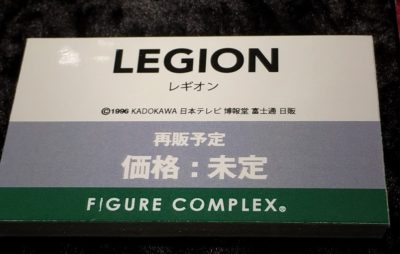 LEGION
レギオン
©1996 KADOKAWA 日本テレビ 博報堂 富士通 日販
再販予定
価格：未定
F/GURE COMPLEX®